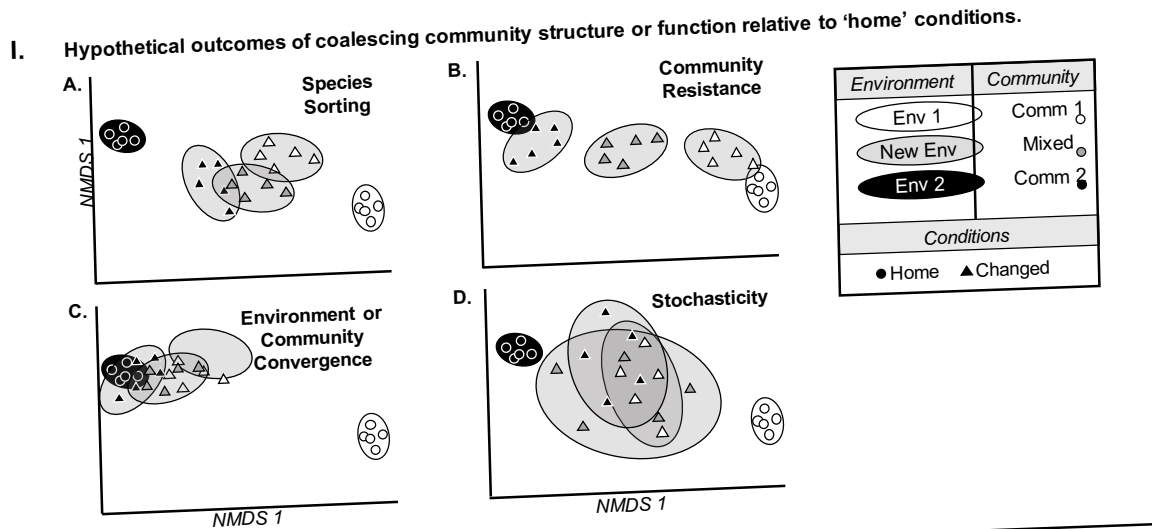 I. Hypothetical outcomes of coalescing community structure or function relative to 'home' conditions.
A. Species
Sorting
NMDS 1
B. Community
Resistance
Environment Community
Env 1 Comm 1
New Env Mixed
Env 2 Comm 2
Conditions
Home Changed
C. Environment or
Community
Convergence
NMDS 1
D. Stochasticity
NMDS 1